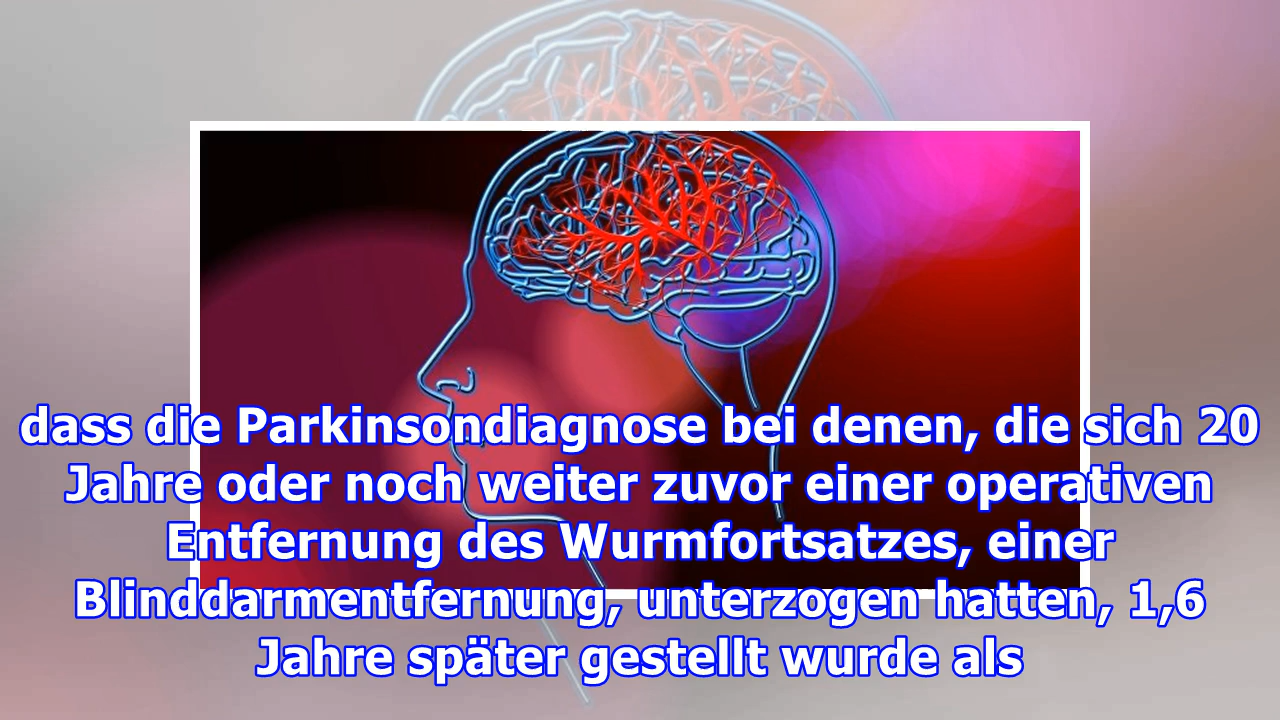 dass die Parkinsondiagnose bei denen, die sich 20
Jahre oder noch weiter zuvor einer operativen
Entfernung des Wurmfortsatzes, einer
Blinddarmentfernung, unterzogen hatten, 1,6
Jahre später gestellt wurde als